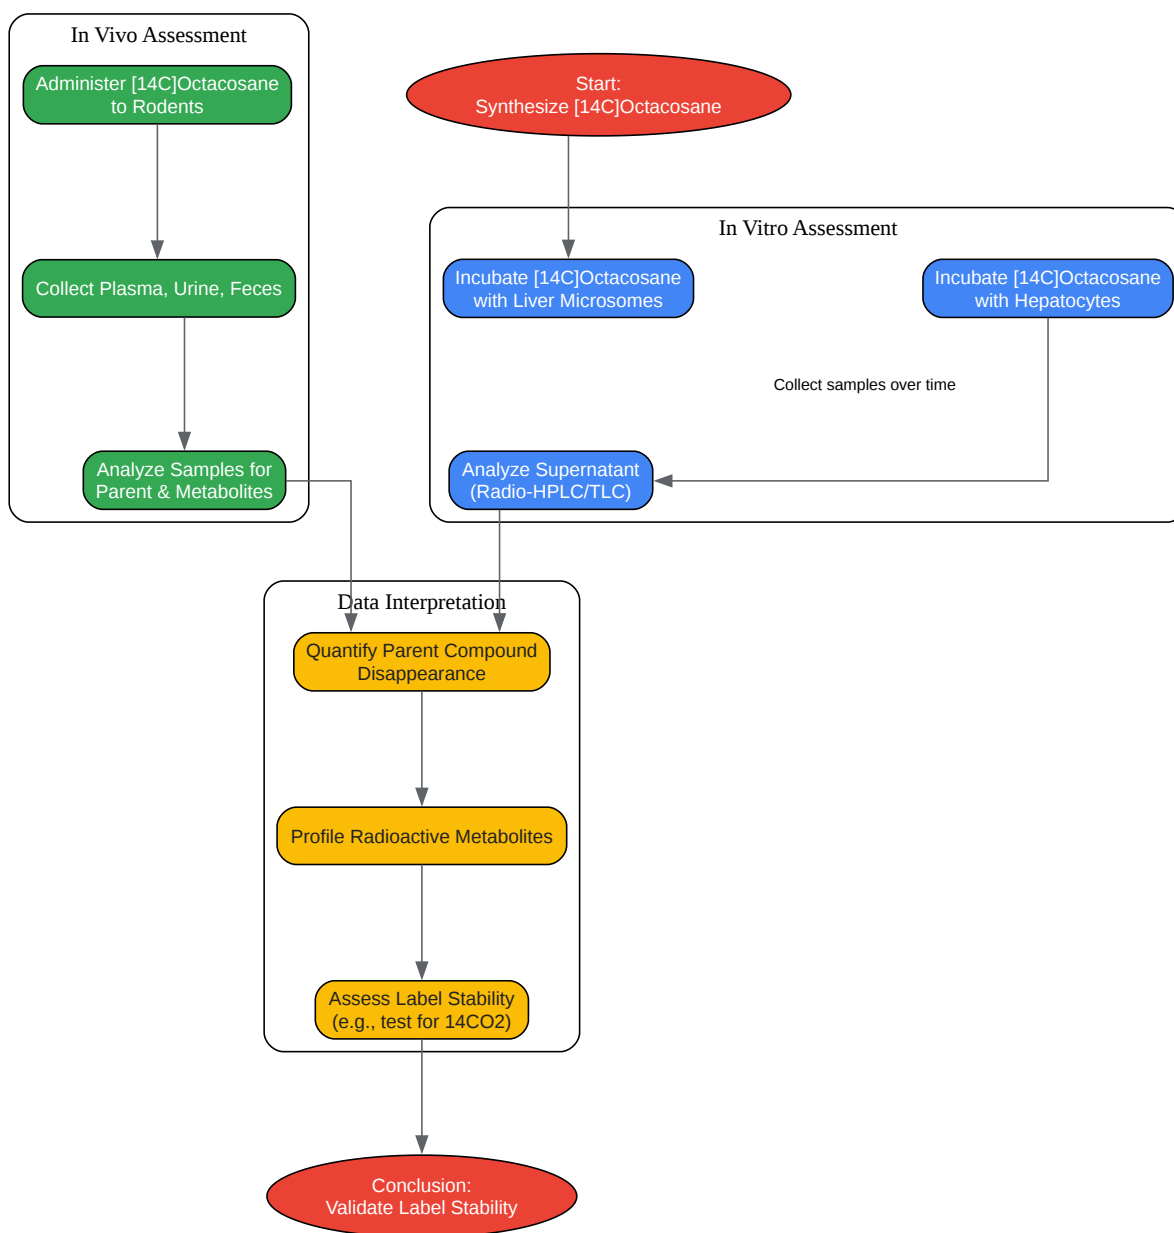 In Vivo Assessment
Administer [14C]Octacosane
to Rodents
Collect Plasma, Urine, Feces
Analyze Samples for
Parent & Metabolites
Start:
Synthesize [14C]Octacosane
In Vitro Assessment
Incubate [14C]Octacosane
with Liver Microsomes
Incubate [14C]Octacosane
with Hepatocytes
Collect samples over time
Analyze Supernatant
(Radio-HPLC/TLC)
Data Interpretation
Quantify Parent Compound
Disappearance
Profile Radioactive Metabolites
Assess Label Stability
(e.g., test for 14CO2)
Conclusion:
Validate Label Stability